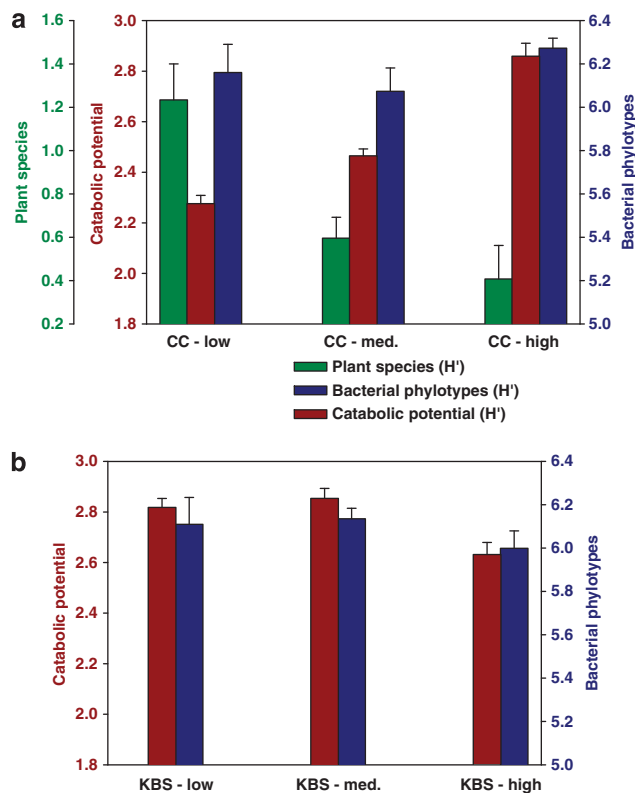 a
Plant species
1.6
1.4
1.2
1.0
0.8
0.6
0.4
0.2
Catabolic potential
3.0
2.8
2.6
2.4
2.2
2.0
1.8
6.4
6.2
6.0
5.8
5.6
5.4
5.2
5.0
Bacterial phylotypes
CC - low
CC - med.
CC - high
Plant species (H')
Bacterial phylotypes (H')
Catabolic potential (H')
b
Catabolic potential
3.0
2.8
2.6
2.4
2.2
2.0
1.8
6.4
6.2
6.0
5.8
5.6
5.4
5.2
5.0
Bacterial phylotypes
KBS - low
KBS - med.
KBS - high